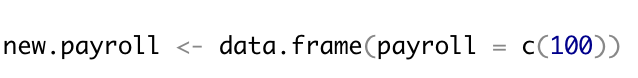 new.payroll <- data.frame(payroll = c(100))